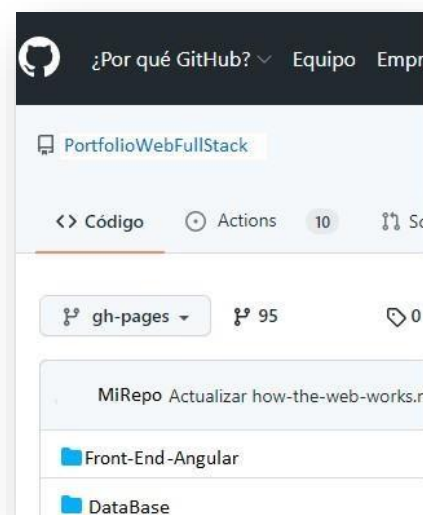 ¿Por qué GitHub? Equipo
PortfolioWebFullStack
<> Código Actions 10
gh-pages 95 0
MiRepo Actualizar how-the-web-works.
Front-End-Angular
DataBase